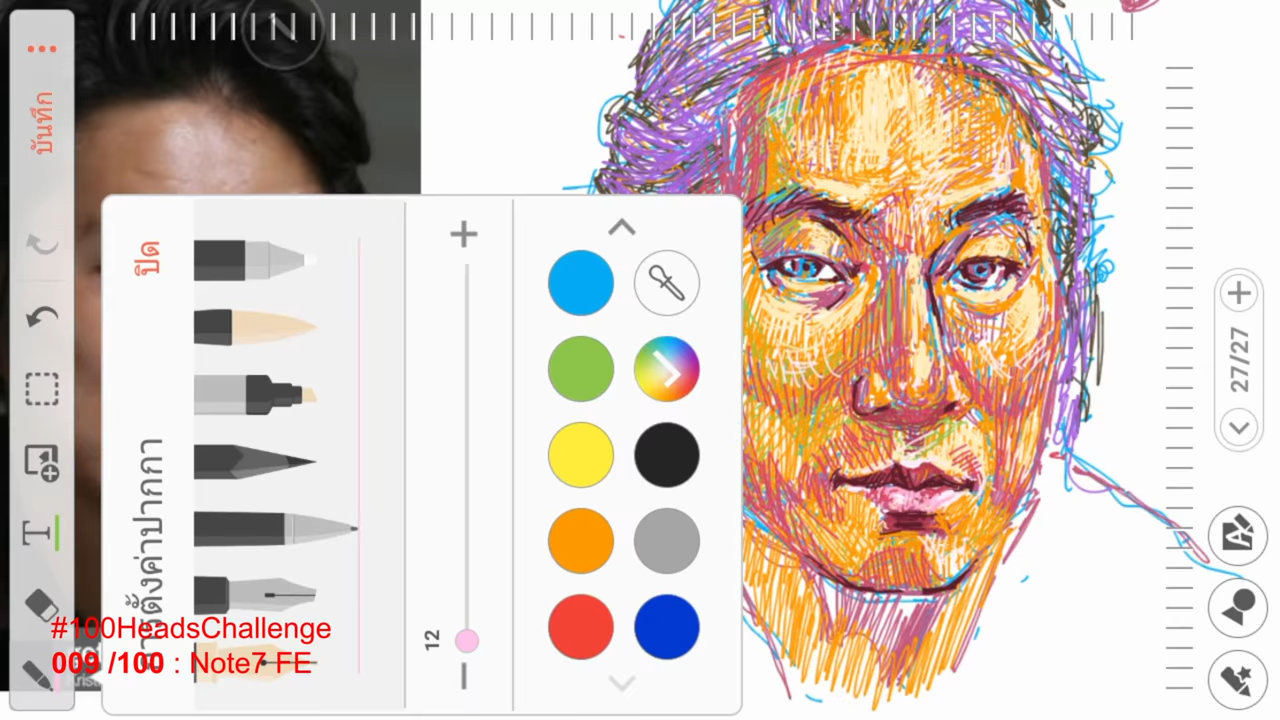 บันทึก
T
ปิด
การตั้งค่าปากกา
12
27/27
A
#100HeadsChallenge
009 /100 : Note7 FE